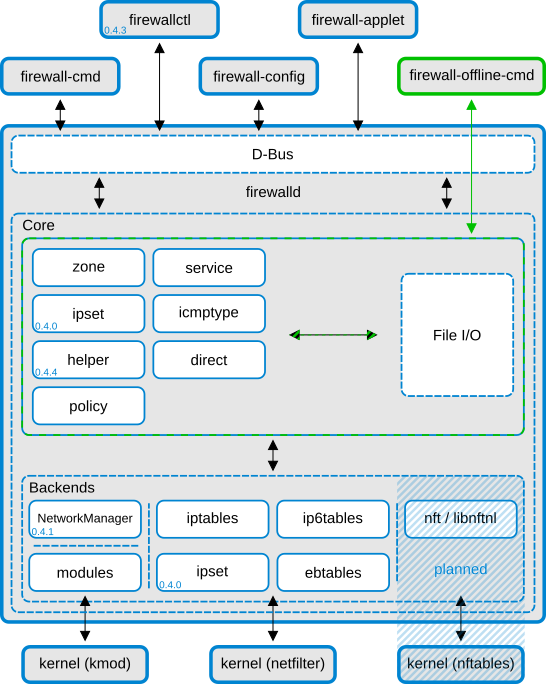 firewallctl
0.4.3
firewall-applet
firewall-cmd
firewall-config
firewall-offline-cmd
D-Bus
firewalld
Core
zone
service
ipset
0.4.0
icmptype
helper
0.4.4
direct
policy
File I/O
Backends
NetworkManager
0.4.1
iptables
ip6tables
nft / libnftnl
modules
ipset
0.4.0
ebtables
planned
kernel (kmod)
kernel (netfilter)
kernel (nftables)